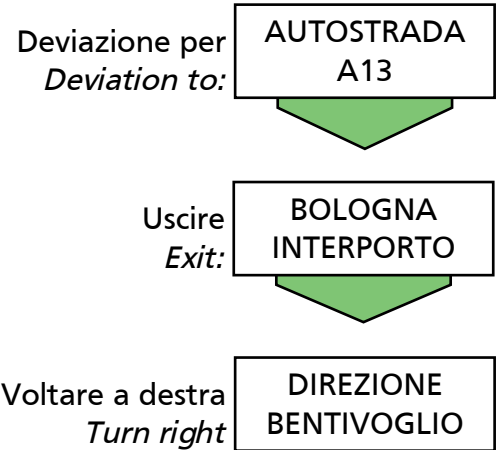 Deviazione per
Deviation to:
AUTOSTRADA
A13
Uscire
Exit:
BOLOGNA
INTERPORTO
Voltare a destra
Turn right
DIREZIONE
BENTIVOGLIO